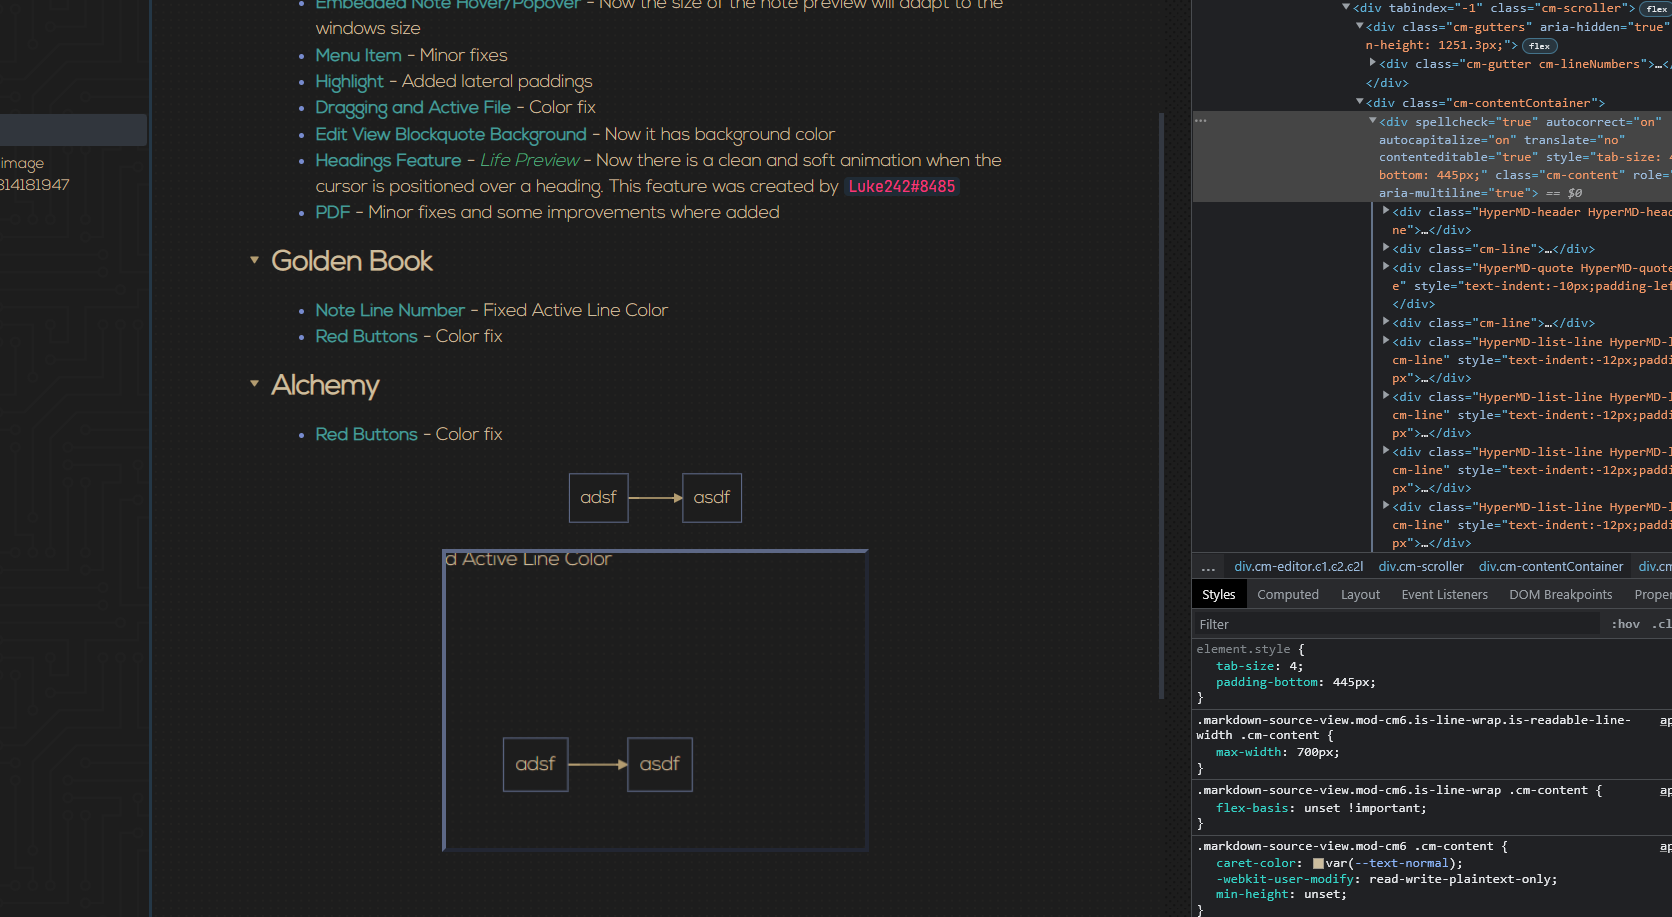 Embedded Note Hover/Popover - Now the size of the note preview will adapt to the
windows size
Menu Item - Minor fixes
Highlight - Added lateral paddings
Dragging and Active File - Color fix
Edit View Blockquote Background - Now it has background color
image
Headings Feature - Life Preview - Now there is a clean and soft animation when the
814181947
cursor is positioned over a heading. This feature was created by Luke242#8485
PDF - Minor fixes and some improvements where added
Golden Book
Note Line Number - Fixed Active Line Color
Red Buttons - Color fix
Alchemy
Red Buttons - Color fix
adsf
asdf
d Active Line Color
adsf
asdf
<div tabindex="-1" class="cm-scroller"> flex
<div class="cm-gutters" aria-hidden="true"
n-height: 1251.3px;"> flex
<div class="cm-gutter cm-lineNumbers">…</
</div>
<div class="cm-contentContainer">
...
<div spellcheck="true" autocorrect="on"
autocapitalize="on" translate="no"
contenteditable="true" style="tab-size: 4
bottom: 445px;" class="cm-content" role="
aria-multiline="true"> == $0
<div class="HyperMD-header HyperMD-head
ne">…</div>
<div class="cm-line">…</div>
<div class="HyperMD-quote HyperMD-quote
e" style="text-indent:-10px;padding-lef
</div>
<div class="cm-line">…</div>
<div class="HyperMD-list-line HyperMD-l
cm-line" style="text-indent:-12px;paddi
px">…</div>
<div class="HyperMD-list-line HyperMD-l
cm-line" style="text-indent:-12px;paddi
px">…</div>
<div class="HyperMD-list-line HyperMD-l
cm-line" style="text-indent:-12px;paddi
px">…</div>
<div class="HyperMD-list-line HyperMD-l
cm-line" style="text-indent:-12px;paddi
px">…</div>
... div.cm-editor.ͼ1.ͼ2.ͼ2l div.cm-scroller div.cm-contentContainer div.cm
Styles Computed Layout Event Listeners DOM Breakpoints Proper
Filter :hov .cl
element.style {
tab-size: 4;
padding-bottom: 445px;
}
.markdown-source-view.mod-cm6.is-line-wrap.is-readable-line- ap
width .cm-content {
max-width: 700px;
}
.markdown-source-view.mod-cm6.is-line-wrap .cm-content { ap
flex-basis: unset !important;
}
.markdown-source-view.mod-cm6 .cm-content { ap
caret-color: var(--text-normal);
-webkit-user-modify: read-write-plaintext-only;
min-height: unset;
}